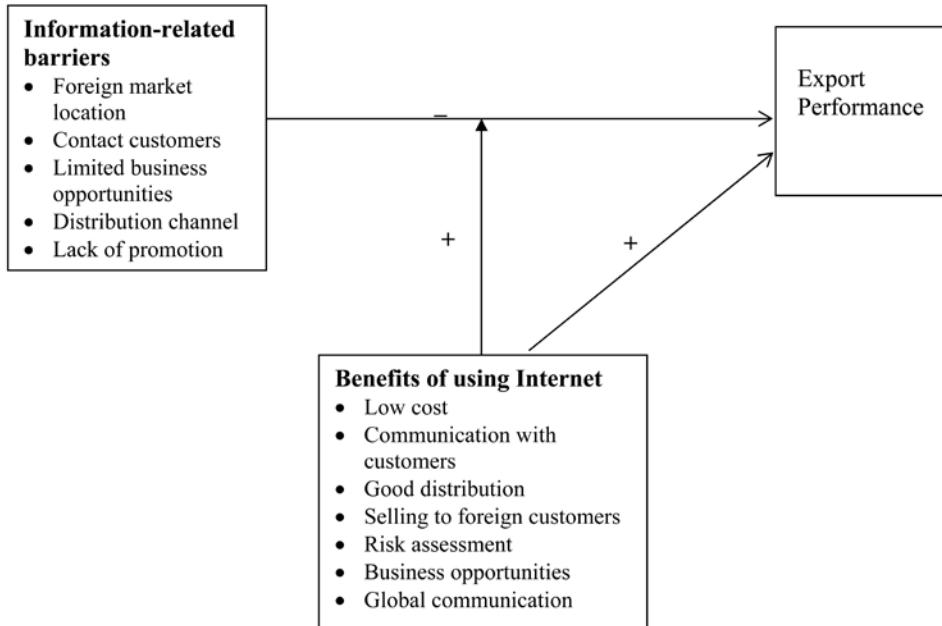 Information-related
barriers
• Foreign market
location
• Contact customers
• Limited business
opportunities
• Distribution channel
• Lack of promotion
–
Export
Performance
+
+
Benefits of using Internet
• Low cost
• Communication with
customers
• Good distribution
• Selling to foreign customers
• Risk assessment
• Business opportunities
• Global communication